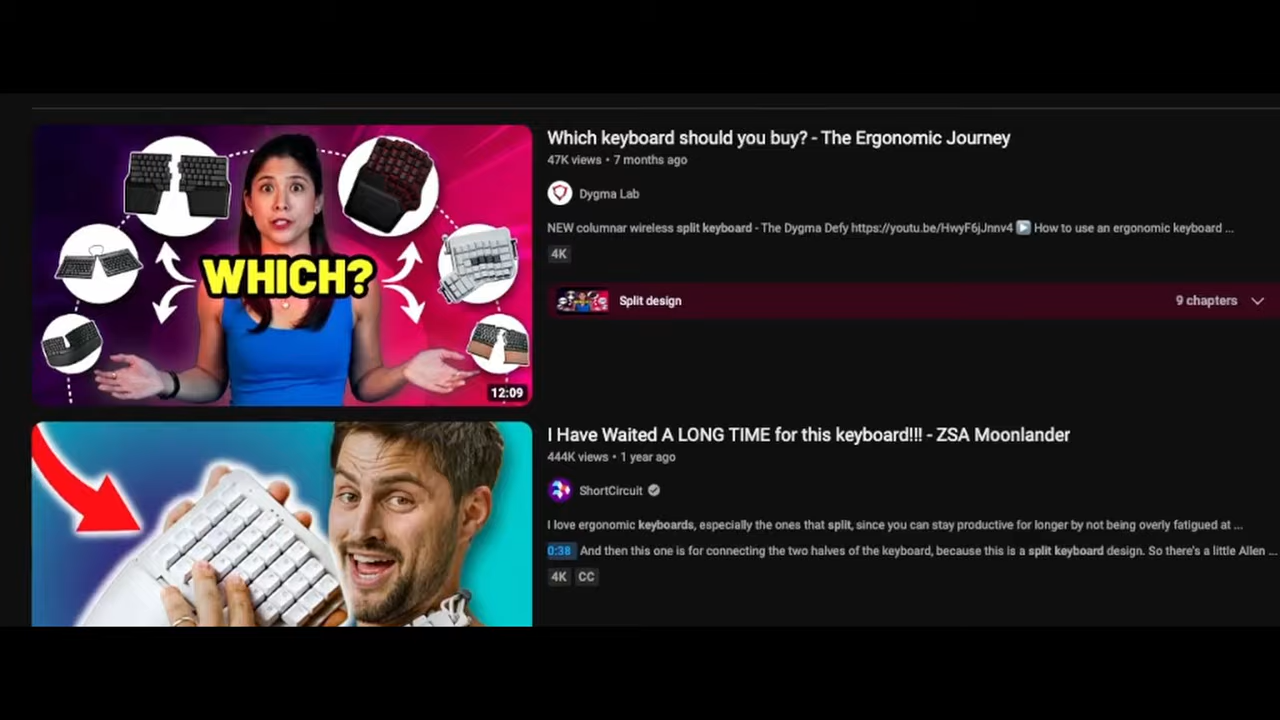 WHICH?
12:09
Which keyboard should you buy? - The Ergonomic Journey
47K views • 7 months ago
Dygma Lab
NEW columnar wireless split keyboard - The Dygma Defy https://youtu.be/HwyF6jJnnv4 ▶️ How to use an ergonomic keyboard ...
4K
Split design
9 chapters
I Have Waited A LONG TIME for this keyboard!!! - ZSA Moonlander
444K views • 1 year ago
ShortCircuit
I love ergonomic keyboards, especially the ones that split, since you can stay productive for longer by not being overly fatigued at ...
0:38 And then this one is for connecting the two halves of the keyboard, because this is a split keyboard design. So there's a little Allen ...
4K CC